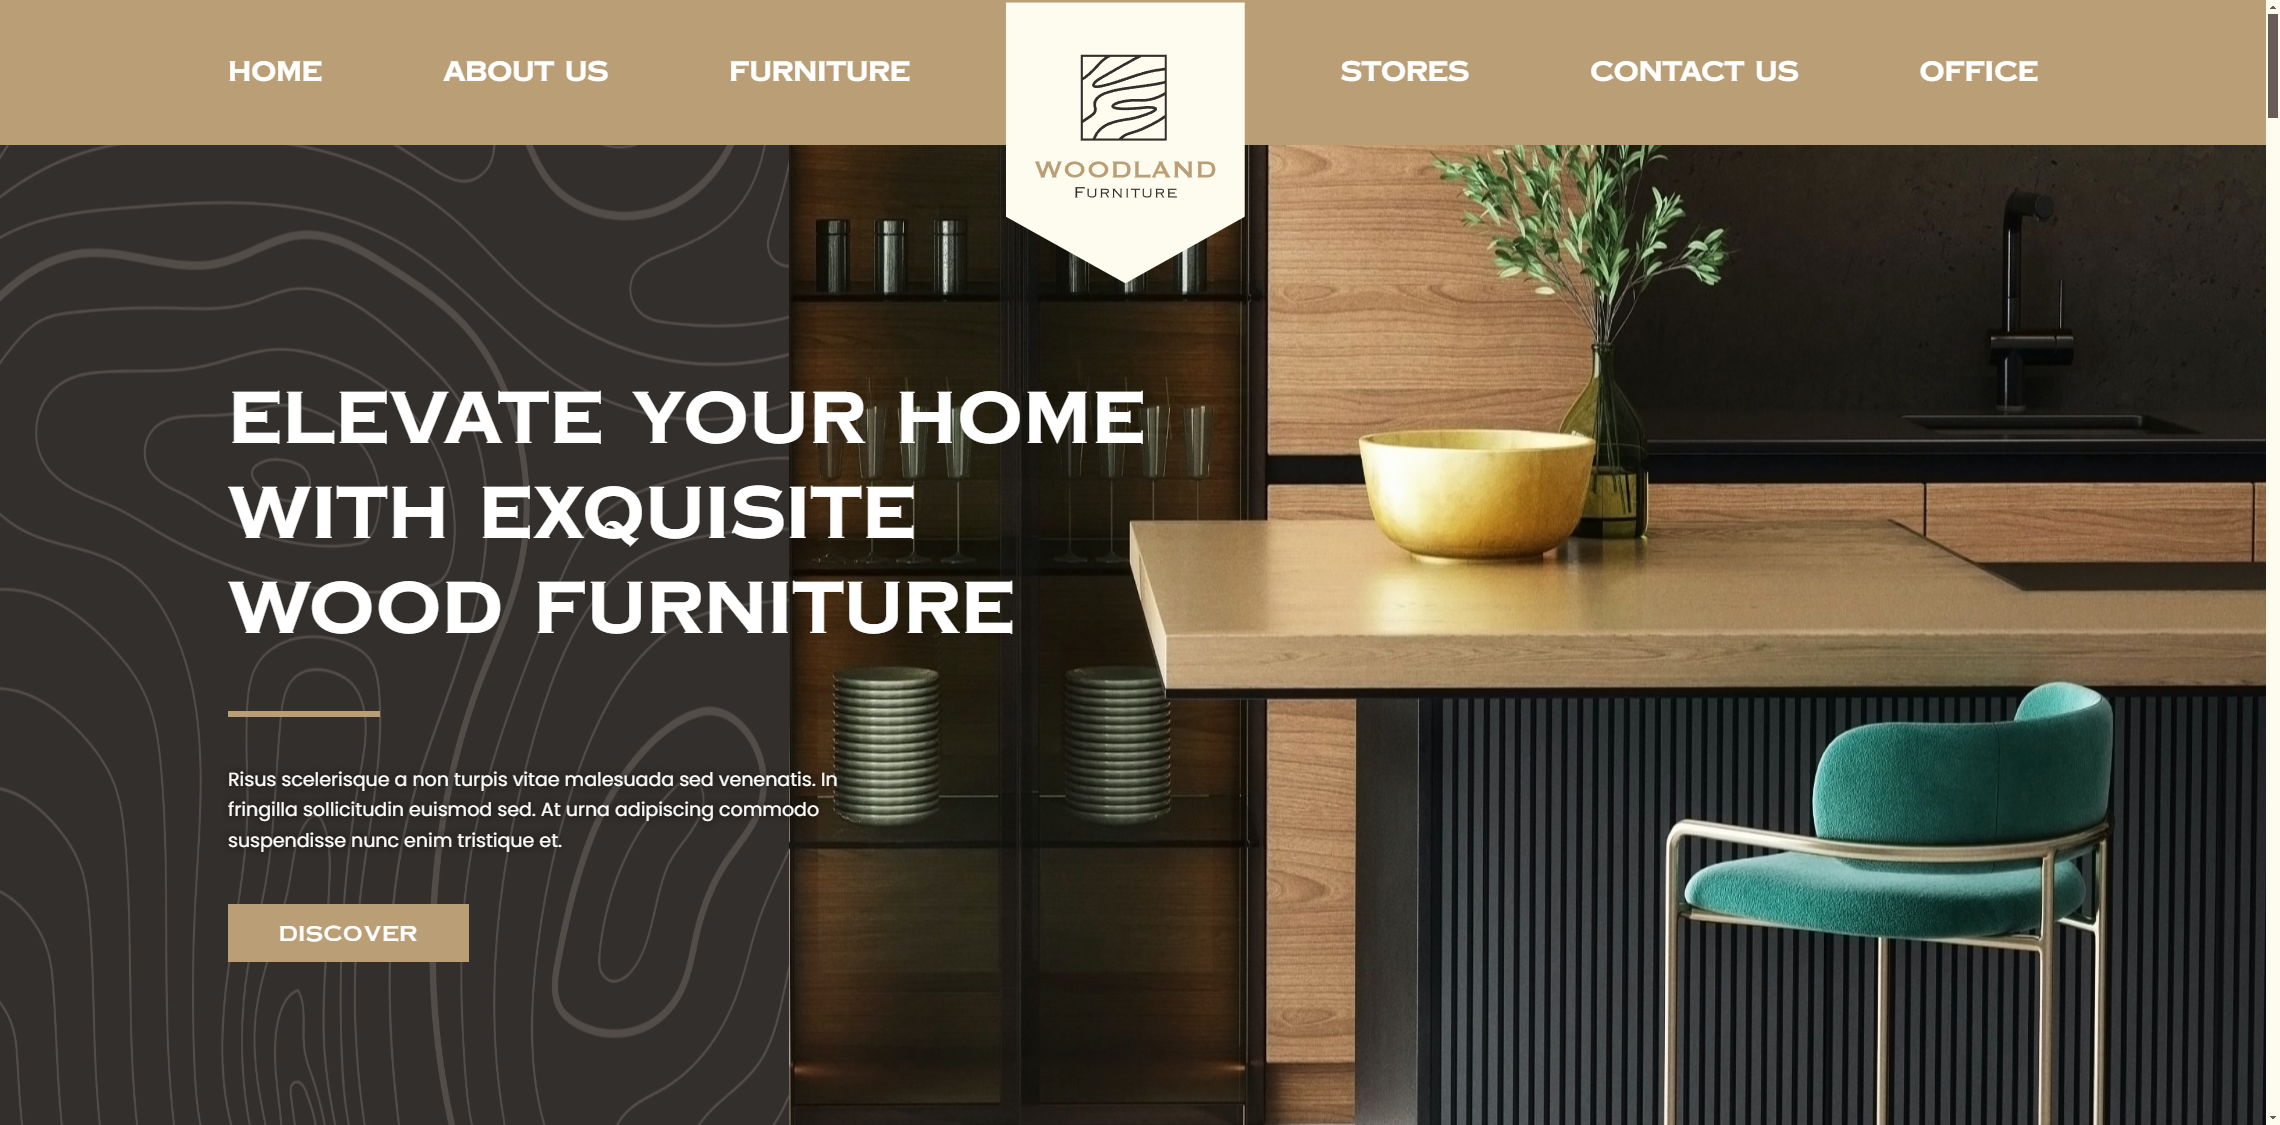 HOME
ABOUT US
FURNITURE
WOODLAND
FURNITURE
STORES
CONTACT US
OFFICE
ELEVATE YOUR HOME
WITH EXQUISITE
WOOD FURNITURE
Risus scelerisque a non turpis vitae malesuada sed venenatis. In
fringilla sollicitudin euismod sed. At urna adipiscing commodo
suspendisse nunc enim tristique et.
DISCOVER